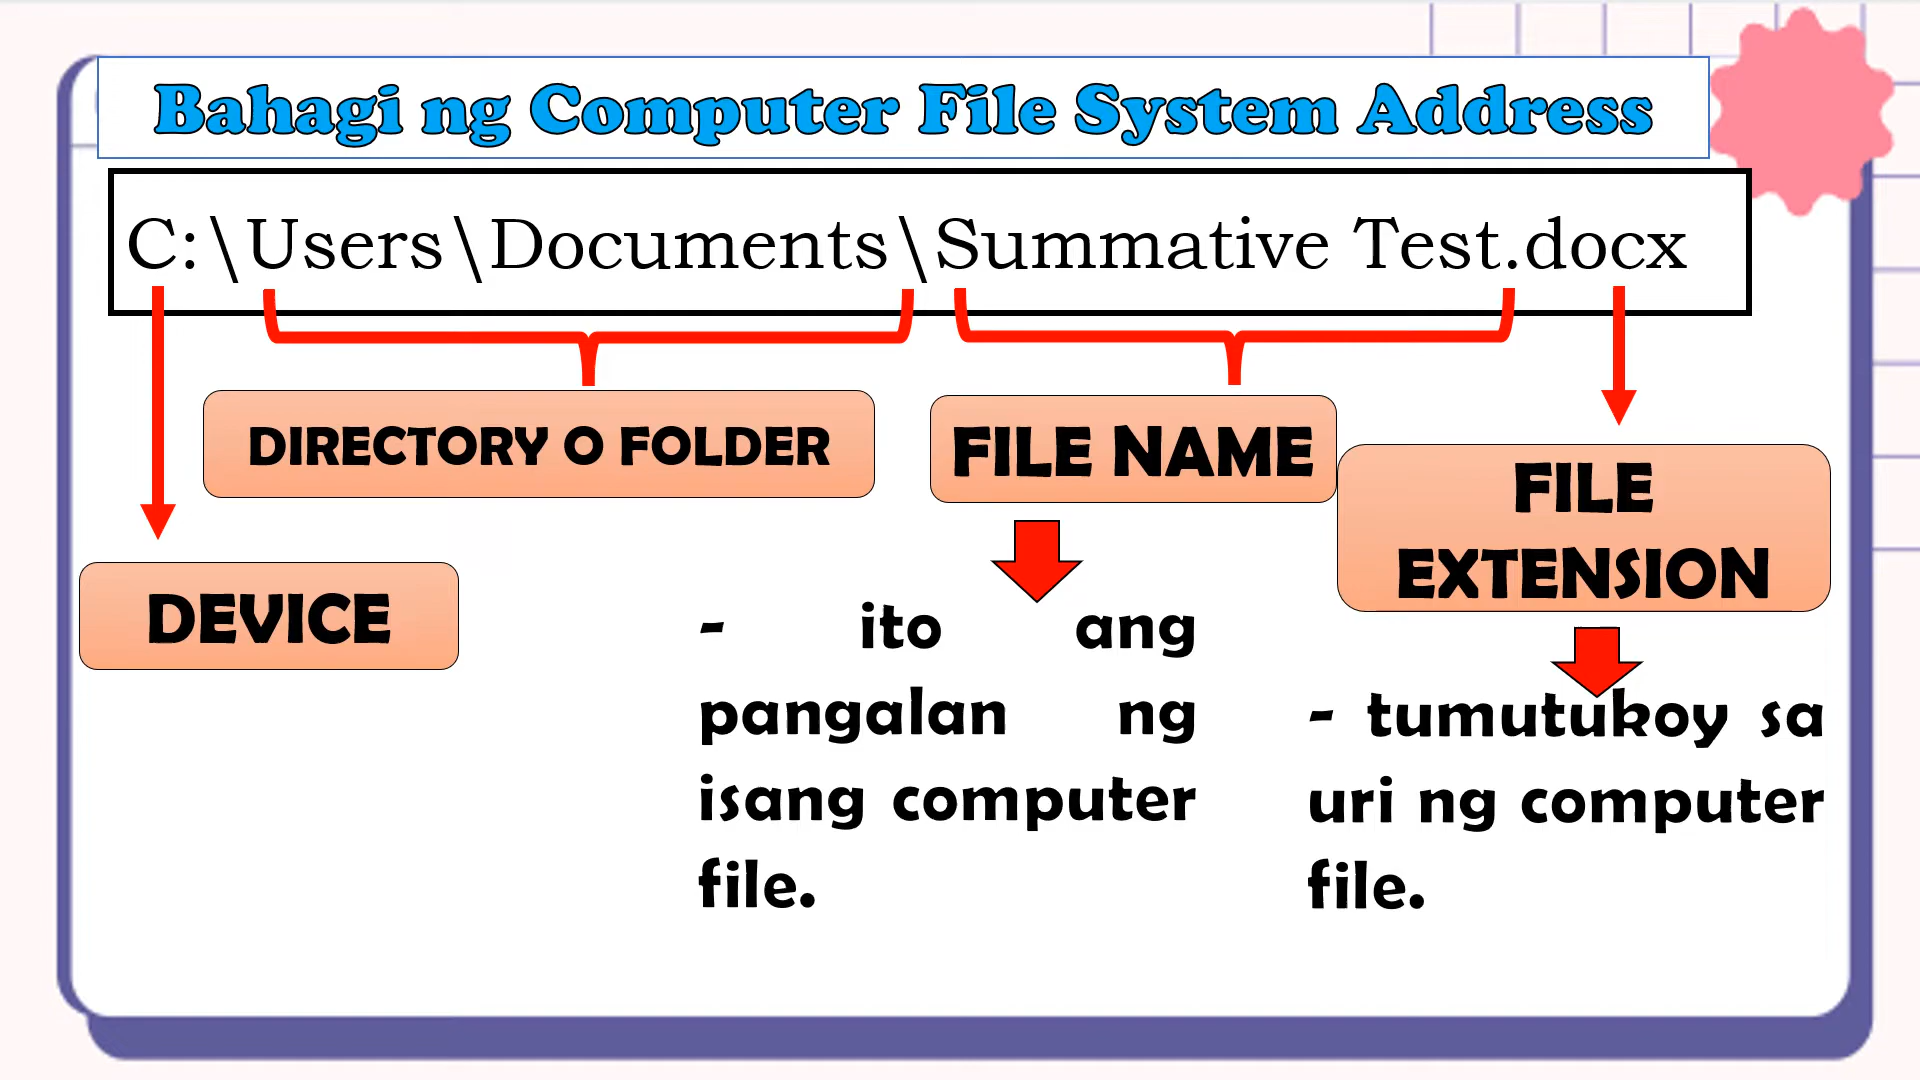 Bahagi ng Computer File System Address
C:\Users\Documents\Summative Test.docx
DIRECTORY O FOLDER
FILE NAME
FILE
EXTENSION
DEVICE
- ito ang
pangalan ng
isang computer
file.
- tumutukoy sa
uri ng computer
file.